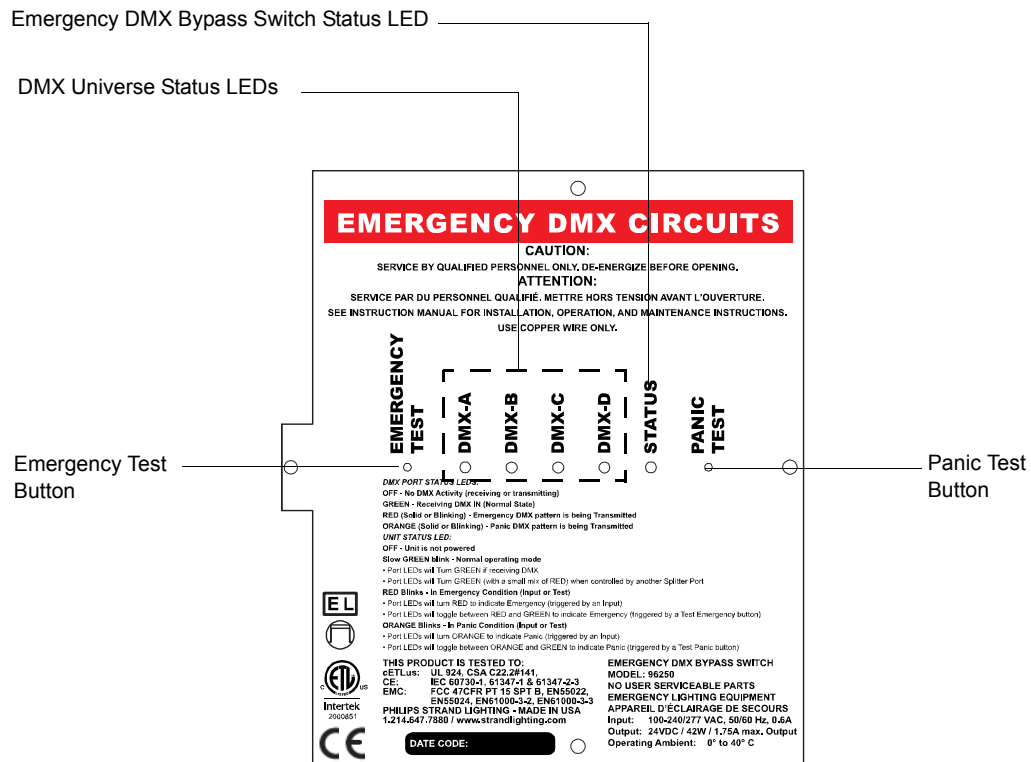 Emergency DMX Bypass Switch Status LED
DMX Universe Status LEDs
EMERGENCY DMX CIRCUITS
CAUTION:
SERVICE BY QUALIFIED PERSONNEL ONLY. DE-ENERGIZE BEFORE OPENING.
ATTENTION:
SERVICE PAR DU PERSONNEL QUALIFIÉ. METTRE HORS TENSION AVANT L'OUVERTURE.
SEE INSTRUCTION MANUAL FOR INSTALLATION, OPERATION, AND MAINTENANCE INSTRUCTIONS.
USE COPPER WIRE ONLY.
EMERGENCY
TEST
DMX-A
DMX-B
DMX-C
DMX-D
STATUS
PANIC
TEST
Emergency Test
Button
Panic Test
Button
DMX PORT STATUS LEDS:
OFF - No DMX Activity (receiving or transmitting)
GREEN - Receiving DMX IN (Normal State)
RED (Solid or Blinking) - Emergency DMX pattern is being Transmitted
ORANGE (Solid or Blinking) - Panic DMX pattern is being Transmitted
UNIT STATUS LED:
OFF - Unit is not powered
Slow GREEN blink - Normal operating mode
• Port LEDs will Turn GREEN if receiving DMX
• Port LEDs will Turn GREEN (with a small mix of RED) when controlled by another Splitter Port
RED Blinks - In Emergency Condition (Input or Test)
• Port LEDs will turn RED to indicate Emergency (triggered by an Input)
• Port LEDs will toggle between RED and GREEN to indicate Emergency (triggered by a Test Emergency button)
ORANGE Blinks - In Panic Condition (Input or Test)
• Port LEDs will turn ORANGE to indicate Panic (triggered by an Input)
• Port LEDs will toggle between ORANGE and GREEN to indicate Panic (triggered by a Test Panic button)
EL
C ETL US
INTERTEK
Intertek
2000851
CE
THIS PRODUCT IS TESTED TO:
cETLus: UL 924, CSA C22.2#141,
CE: IEC 60730-1, 61347-1 & 61347-2-3
EMC: FCC 47CFR PT 15 SPT B, EN55022,
EN55024, EN61000-3-2, EN61000-3-3
PHILIPS STRAND LIGHTING - MADE IN USA
1.214.647.7880 / www.strandlighting.com
DATE CODE:
EMERGENCY DMX BYPASS SWITCH
MODEL: 96250
NO USER SERVICEABLE PARTS
EMERGENCY LIGHTING EQUIPMENT
APPAREIL D'ÉCLAIRAGE DE SECOURS
Input: 100-240/277 VAC, 50/60 Hz, 0.6A
Output: 24VDC / 42W / 1.75A max. Output
Operating Ambient: 0° to 40° C